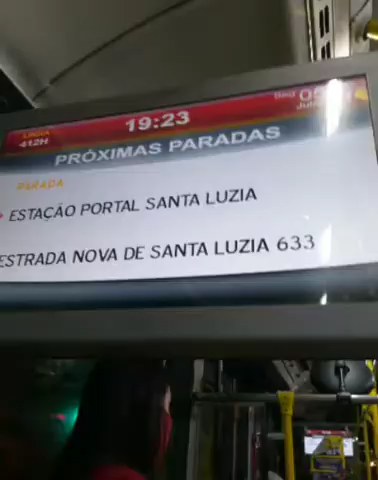 LINHA
412H
19:23
PRÓXIMAS PARADAS
PARADA
ESTAÇÃO PORTAL SANTA LUZIA
ESTRADA NOVA DE SANTA LUZIA 633